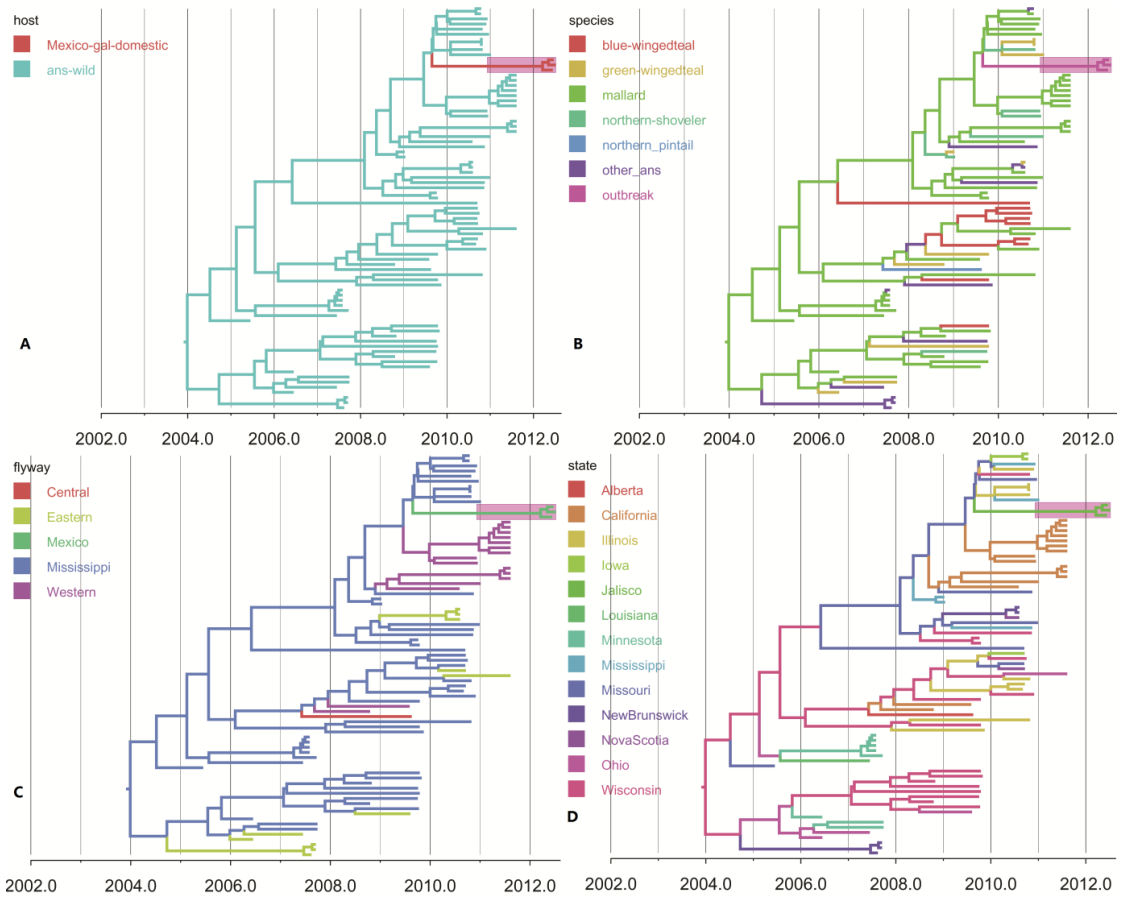 host
Mexico-gal-domestic
ans-wild
A
2002.0 2004.0 2006.0 2008.0 2010.0 2012.0
species
blue-wingedteal
green-wingedteal
mallard
northern-shoveler
northern_pintail
other_ans
outbreak
B
2002.0 2004.0 2006.0 2008.0 2010.0 2012.0
flyway
Central
Eastern
Mexico
Mississippi
Western
C
2002.0 2004.0 2006.0 2008.0 2010.0 2012.0
state
Alberta
California
Illinois
Iowa
Jalisco
Louisiana
Minnesota
Mississippi
Missouri
NewBrunswick
NovaScotia
Ohio
Wisconsin
D
2002.0 2004.0 2006.0 2008.0 2010.0 2012.0